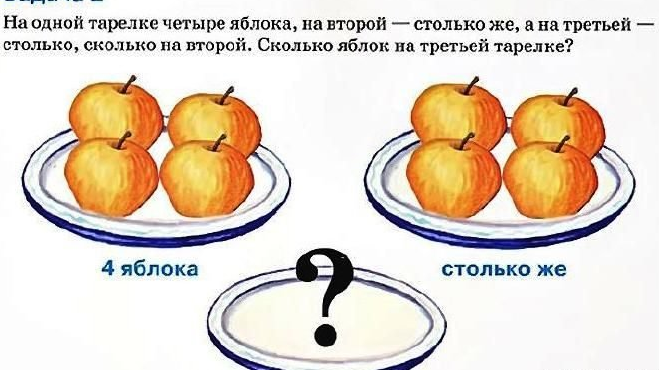 На одной тарелке четыре яблока, на второй — столько же, а на третьей —
столько, сколько на второй. Сколько яблок на третьей тарелке?
4 яблока
столько же
?